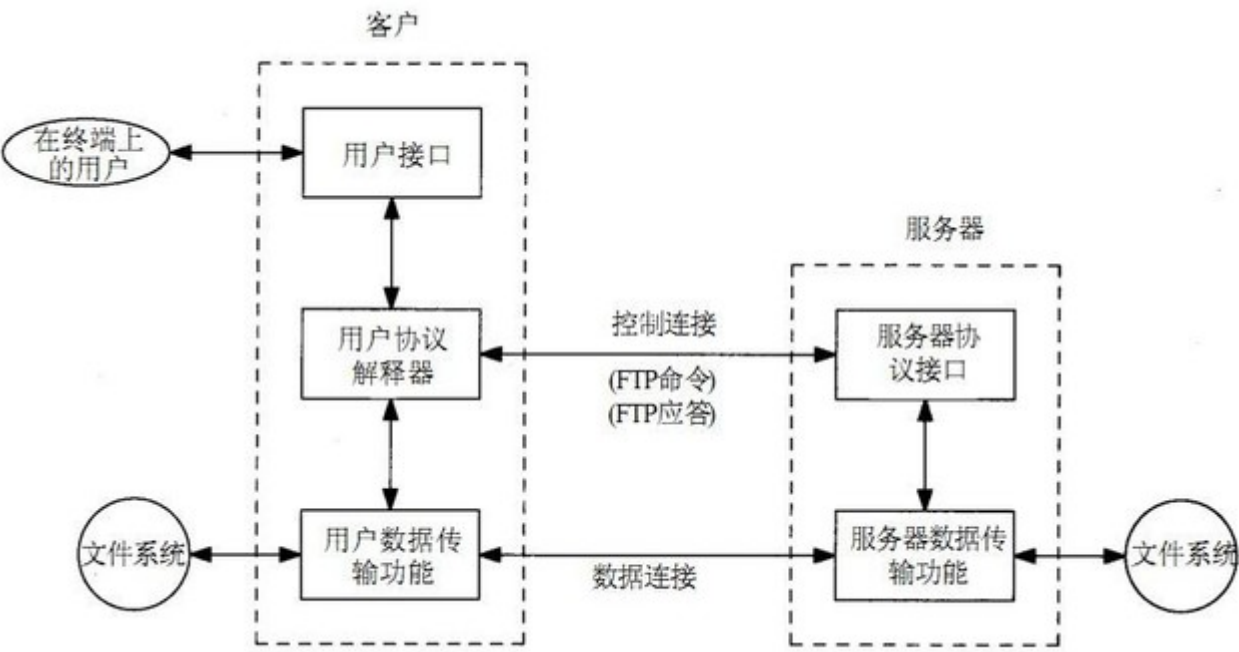 客户
在终端上
的用户
用户接口
服务器
用户协议
解释器
控制连接
(FTP命令)
(FTP应答)
服务器协
议接口
文件系统
用户数据传
输功能
数据连接
服务器数据传
输功能
文件系统